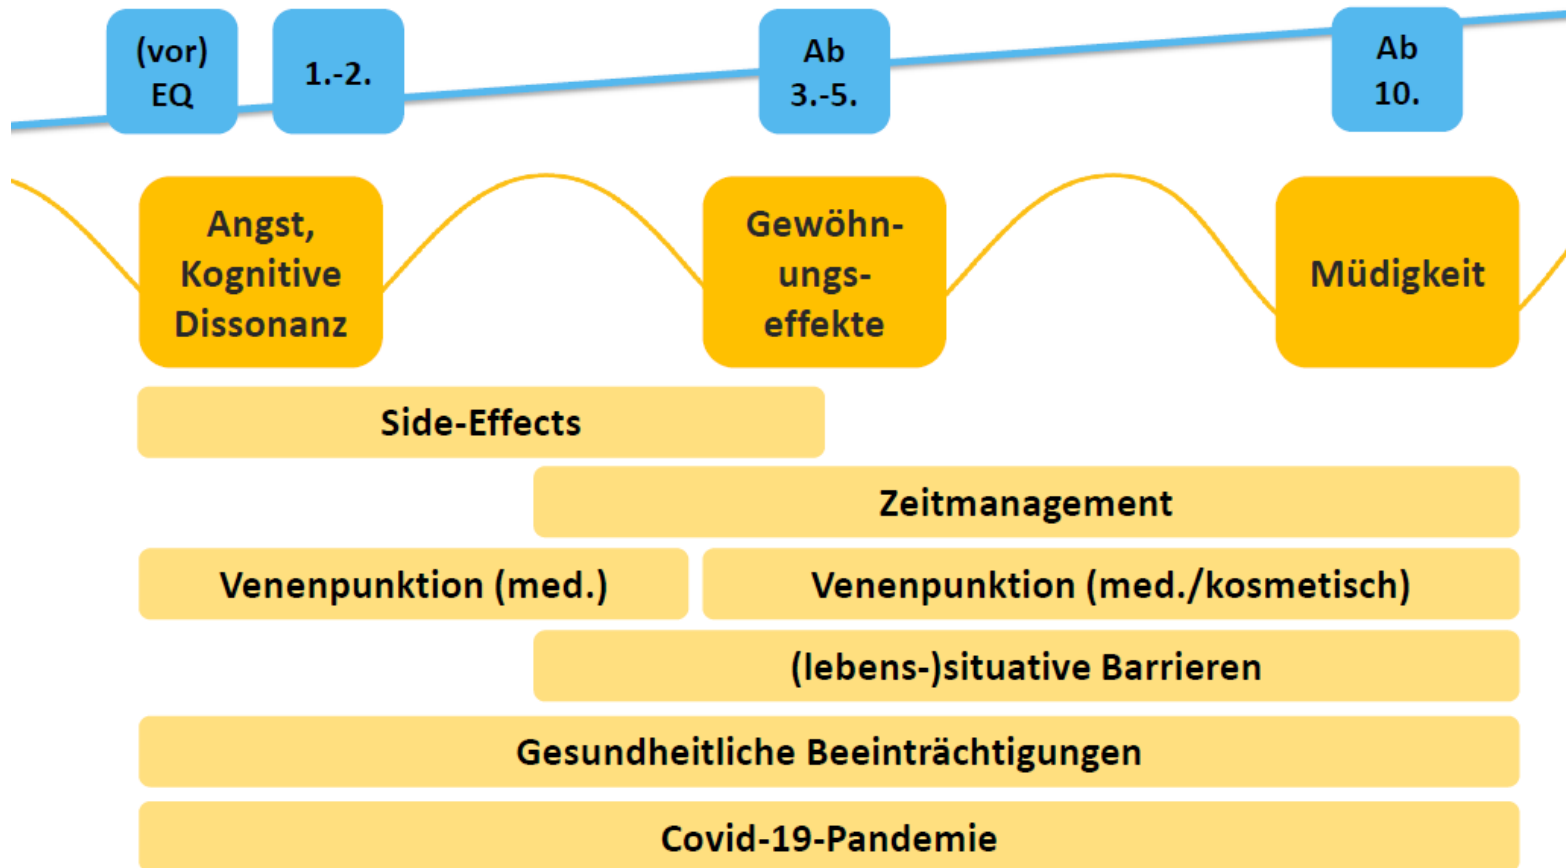 (vor)
EQ
1.-2.
Ab
3.-5.
Ab
10.
Angst,
Kognitive
Dissonanz
Gewöhn-
ungs-
effekte
Müdigkeit
Side-Effects
Zeitmanagement
Venenpunktion (med.)
Venenpunktion (med./kosmetisch)
(lebens-)situative Barrieren
Gesundheitliche Beeinträchtigungen
Covid-19-Pandemie